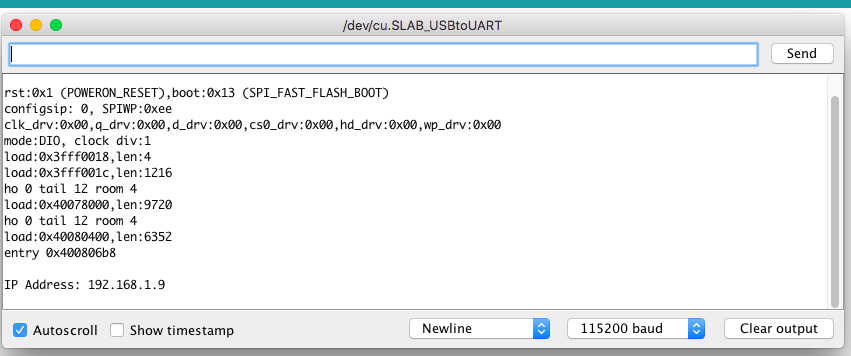 /dev/cu.SLAB_USBtoUART
Send
rst:0x1 (POWERON_RESET),boot:0x13 (SPI_FAST_FLASH_BOOT)
configsip: 0, SPIWP:0xee
clk_drv:0x00,q_drv:0x00,d_drv:0x00,cs0_drv:0x00,hd_drv:0x00,wp_drv:0x00
mode:DIO, clock div:1
load:0x3fff0018,len:4
load:0x3fff001c,len:1216
ho 0 tail 12 room 4
load:0x40078000,len:9720
ho 0 tail 12 room 4
load:0x40080400,len:6352
entry 0x400806b8
IP Address: 192.168.1.9
Autoscroll Show timestamp Newline 115200 baud Clear output